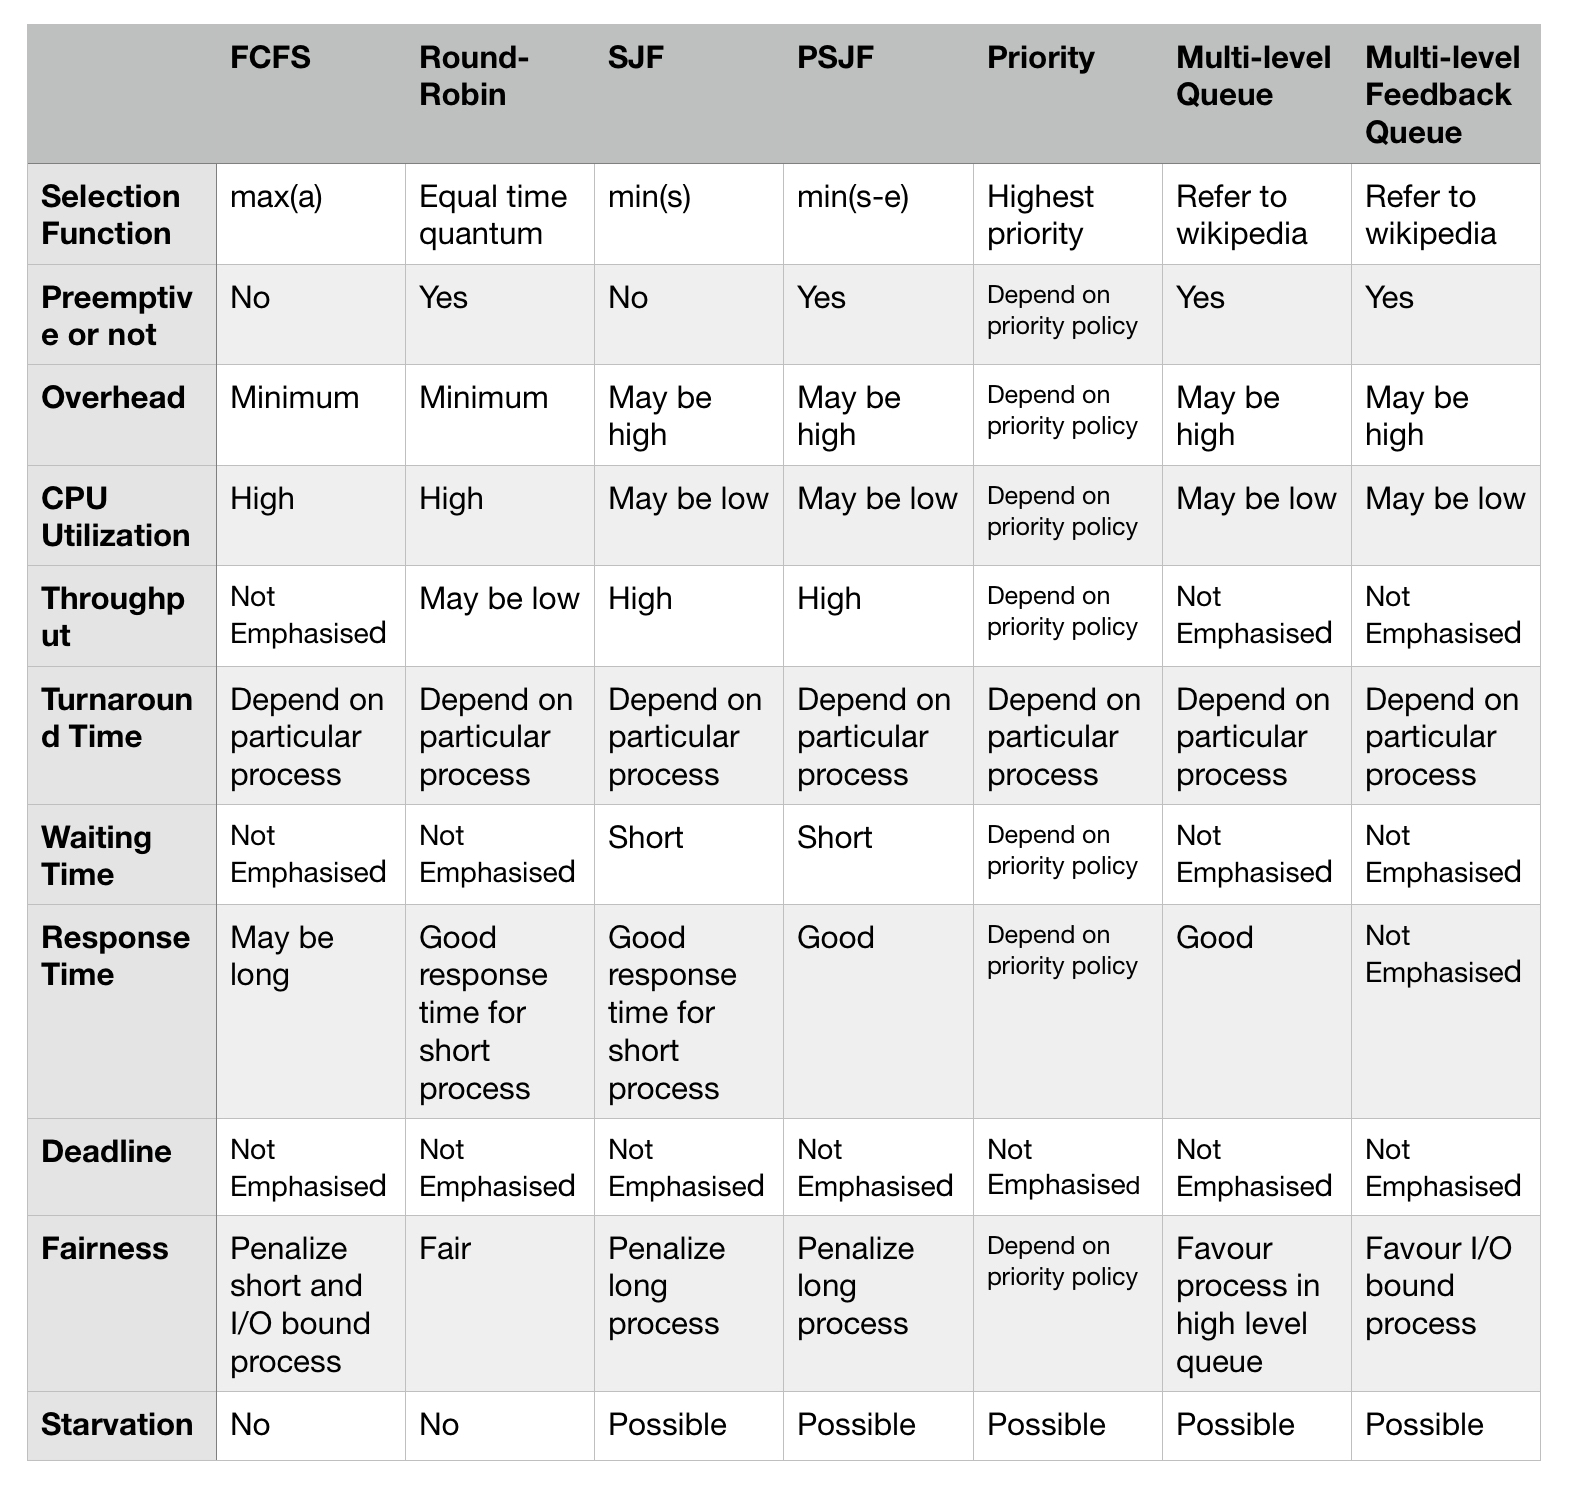 FCFS
Round-
Robin
SJF
PSJF
Priority
Multi-level
Queue
Multi-level
Feedback
Queue
Selection
Function
max(a)
Equal time
quantum
min(s)
min(s-e)
Highest
priority
Refer to
wikipedia
Refer to
wikipedia
Preemptiv
e or not
No
Yes
No
Yes
Depend on
priority policy
Yes
Yes
Overhead
Minimum
Minimum
May be
high
May be
high
Depend on
priority policy
May be
high
May be
high
CPU
Utilization
High
High
May be low
May be low
Depend on
priority policy
May be low
May be low
Throughp
ut
Not
Emphasised
May be low
High
High
Depend on
priority policy
Not
Emphasised
Not
Emphasised
Turnaroun
d Time
Depend on
particular
process
Depend on
particular
process
Depend on
particular
process
Depend on
particular
process
Depend on
particular
process
Depend on
particular
process
Depend on
particular
process
Waiting
Time
Not
Emphasised
Not
Emphasised
Short
Short
Depend on
priority policy
Not
Emphasised
Not
Emphasised
Response
Time
May be
long
Good
response
time for
short
process
Good
response
time for
short
process
Good
Depend on
priority policy
Good
Not
Emphasised
Deadline
Not
Emphasised
Not
Emphasised
Not
Emphasised
Not
Emphasised
Not
Emphasised
Not
Emphasised
Not
Emphasised
Fairness
Penalize
short and
I/O bound
process
Fair
Penalize
long
process
Penalize
long
process
Depend on
priority policy
Favour
process in
high level
queue
Favour I/O
bound
process
Starvation
No
No
Possible
Possible
Possible
Possible
Possible